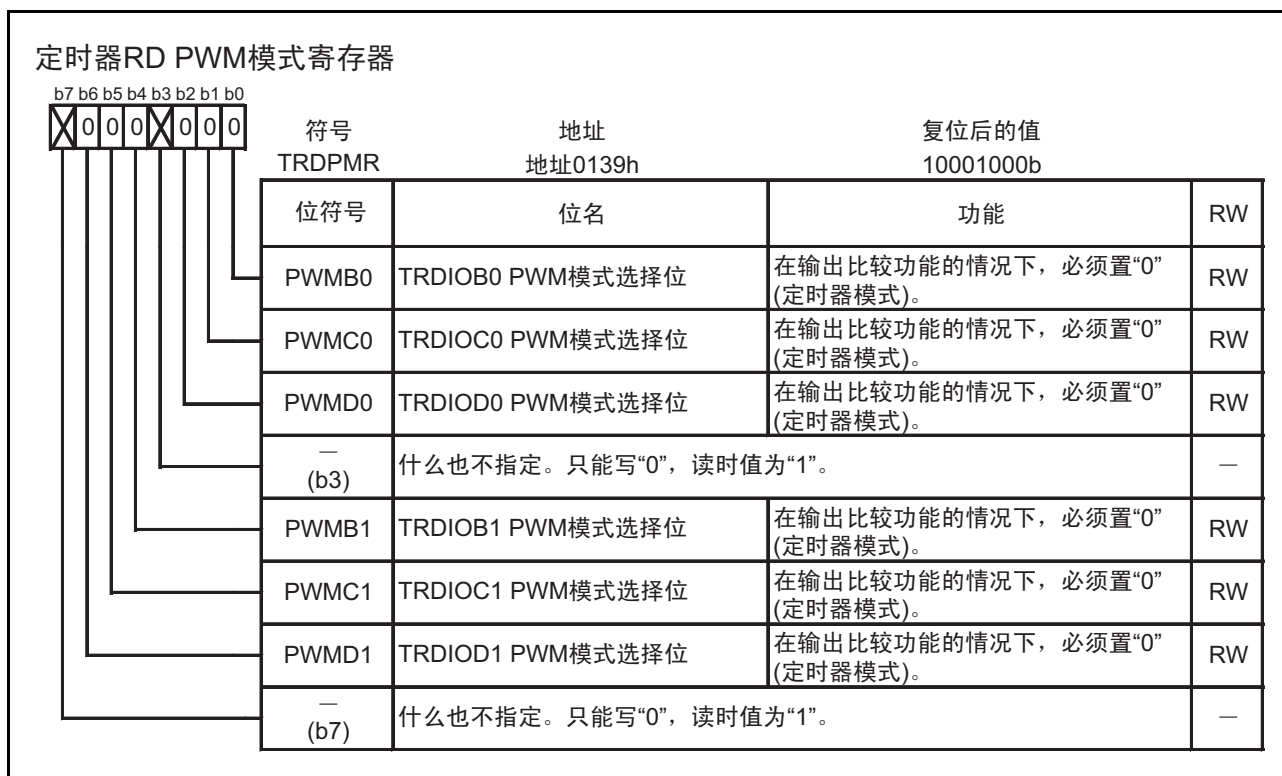 定时器RD PWM模式寄存器
b7 b6 b5 b4 b3 b2 b1 b0
0 0 0 0 0 0
符号 地址 复位后的值
TRDPMR 地址0139h 10001000b
位符号 位名 功能 RW
PWMB0 TRDIOB0 PWM模式选择位 在输出比较功能的情况下，必须置“0”
(定时器模式)。 RW
PWMC0 TRDIOC0 PWM模式选择位 在输出比较功能的情况下，必须置“0”
(定时器模式)。 RW
PWMD0 TRDIOD0 PWM模式选择位 在输出比较功能的情况下，必须置“0”
(定时器模式)。 RW
—
(b3) 什么也不指定。只能写“0”，读时值为“1”。 —
PWMB1 TRDIOB1 PWM模式选择位 在输出比较功能的情况下，必须置“0”
(定时器模式)。 RW
PWMC1 TRDIOC1 PWM模式选择位 在输出比较功能的情况下，必须置“0”
(定时器模式)。 RW
PWMD1 TRDIOD1 PWM模式选择位 在输出比较功能的情况下，必须置“0”
(定时器模式)。 RW
—
(b7) 什么也不指定。只能写“0”，读时值为“1”。 —